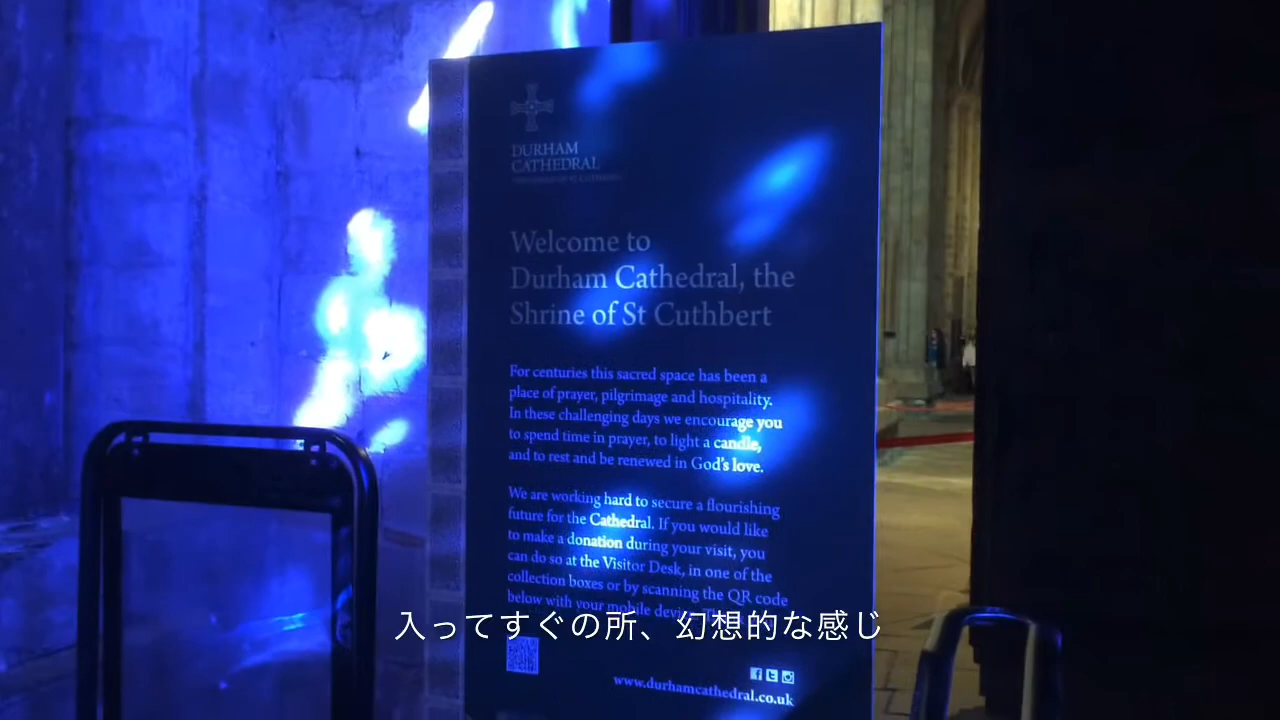 DURHAM
CATHEDRAL
Welcome to
Durham Cathedral, the
Shrine of St Cuthbert
For centuries this sacred space has been a
place of prayer, pilgrimage and hospitality.
In these challenging days we encourage you
to spend time in prayer, to light a candle,
and to rest and be renewed in God's love.
We are working hard to secure a flourishing
future for the Cathedral. If you would like
to make a donation during your visit, you
can do so at the Visitor Desk, in one of the
collection boxes or by scanning the QR code
below with your mobile device.
入ってすぐの所、幻想的な感じ
www.durhamcathedral.co.uk